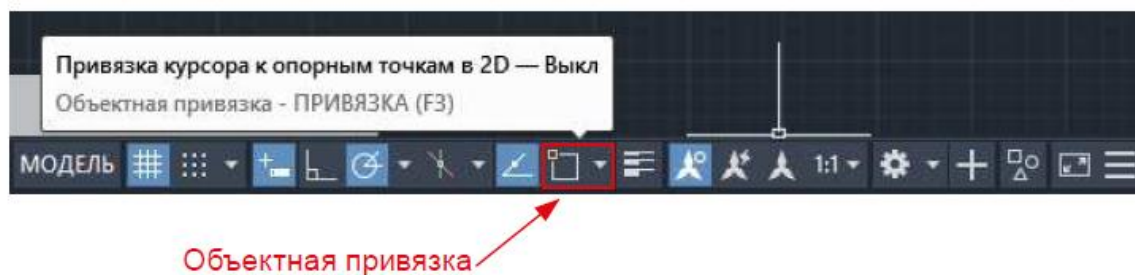 Привязка курсора к опорным точкам в 2D — Выкл
Объектная привязка - ПРИВЯЗКА (F3)
МОДЕЛЬ 1:1
Объектная привязка